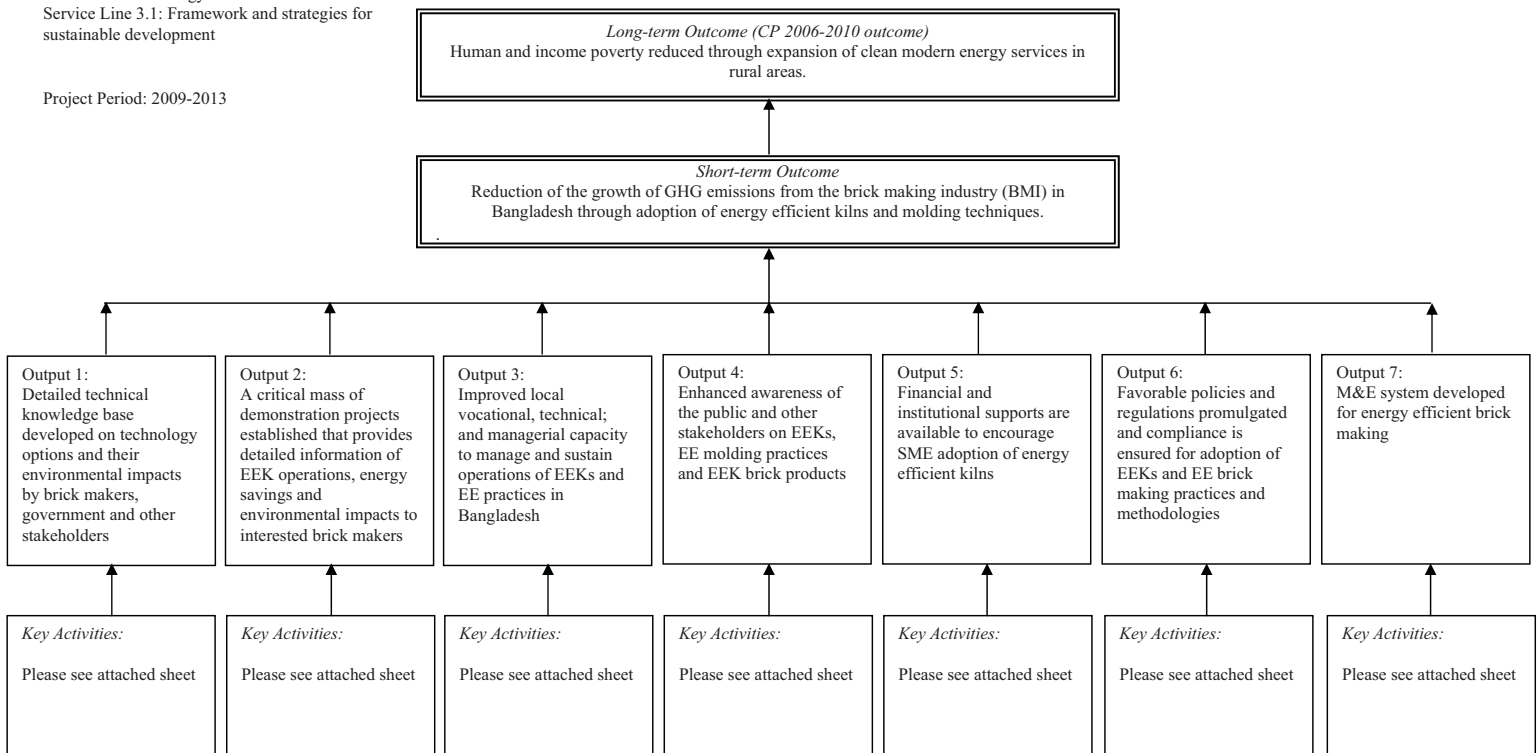 Service Line 3.1: Framework and strategies for
sustainable development
Project Period: 2009-2013
Long-term Outcome (CP 2006-2010 outcome)
Human and income poverty reduced through expansion of clean modern energy services in
rural areas.
Short-term Outcome
Reduction of the growth of GHG emissions from the brick making industry (BMI) in
Bangladesh through adoption of energy efficient kilns and molding techniques.
.
Output 1:
Detailed technical
knowledge base
developed on technology
options and their
environmental impacts
by brick makers,
government and other
stakeholders
Output 2:
A critical mass of
demonstration projects
established that provides
detailed information of
EEK operations, energy
savings and
environmental impacts to
interested brick makers
Output 3:
Improved local
vocational, technical;
and managerial capacity
to manage and sustain
operations of EEKs and
EE practices in
Bangladesh
Output 4:
Enhanced awareness of
the public and other
stakeholders on EEKs,
EE molding practices
and EEK brick products
Output 5:
Financial and
institutional supports are
available to encourage
SME adoption of energy
efficient kilns
Output 6:
Favorable policies and
regulations promulgated
and compliance is
ensured for adoption of
EEKs and EE brick
making practices and
methodologies
Output 7:
M&E system developed
for energy efficient brick
making
Key Activities:
Please see attached sheet
Key Activities:
Please see attached sheet
Key Activities:
Please see attached sheet
Key Activities:
Please see attached sheet
Key Activities:
Please see attached sheet
Key Activities:
Please see attached sheet
Key Activities:
Please see attached sheet